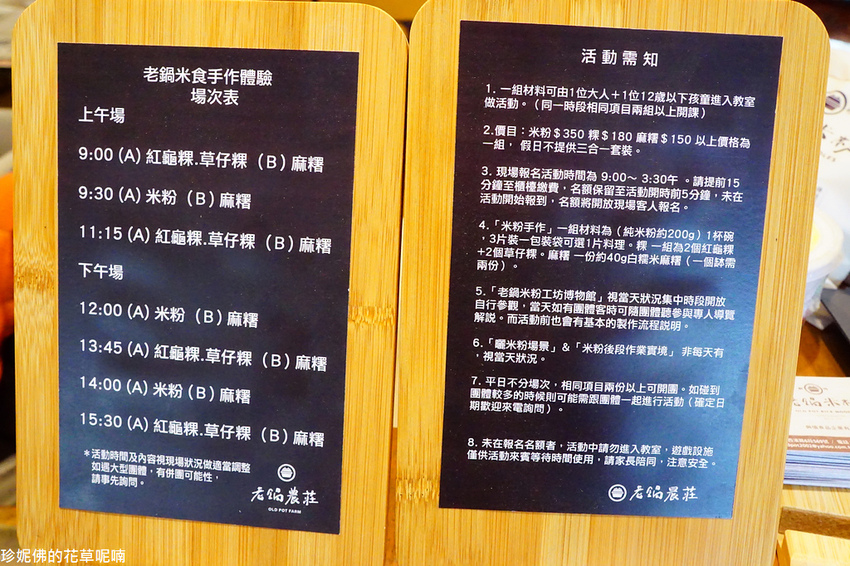 老鍋米食手作體驗
場次表
上午場
9:00 (A) 紅龜粿.草仔粿 (B) 麻糬
9:30 (A) 米粉 (B) 麻糬
11:15 (A) 紅龜粿.草仔粿 (B) 麻糬
下午場
12:00 (A) 米粉 (B) 麻糬
13:45 (A) 紅龜粿.草仔粿 (B) 麻糬
14:00 (A) 米粉 (B) 麻糬
15:30 (A) 紅龜粿.草仔粿 (B) 麻糬
*活動時間及內容視現場狀況做適當調整
如遇大型團體，有併團可能性，
請事先詢問。
老鍋農莊
OLD POT FARM
活動需知
1. 一組材料可由1位大人＋1位12歲以下孩童進入教室
做活動。（同一時段相同項目兩組以上開課）
2.價目：米粉＄350 粿＄180 麻糬＄150 以上價格為
一組， 假日不提供三合一套裝。
3. 現場報名活動時間為 9:00～ 3:30午 。請提前15
分鐘至櫃檯繳費，名額保留至活動開時前5分鐘，未在
活動開始報到，名額將開放現場客人報名。
4.「米粉手作」一組材料為（純米粉約200g）1杯碗
，3片裝一包裝袋可選1片料理。粿 一組為2個紅龜粿
+2個草仔粿。麻糬 一份約40g白糯米麻糬（一個缽需
兩份）。
5.「老鍋米粉工坊博物館」視當天狀況集中時段開放
自行參觀，當天如有團體客時可隨團體聽參與專人導覽
解說。而活動前也會有基本的製作流程說明。
6.「曬米粉場景」&「米粉後段作業實境」 非每天有
，視當天狀況。
7. 平日不分場次，相同項目兩份以上可開團。如碰到
團體較多的時候則可能需跟團體一起進行活動（確定日
期歡迎來電詢問）。
8. 未在報名名額者，活動中請勿進入教室，遊戲設施
僅供活動來賓等待時間使用，請家長陪同，注意安全。
老鍋農莊
珍妮佛的花草呢喃